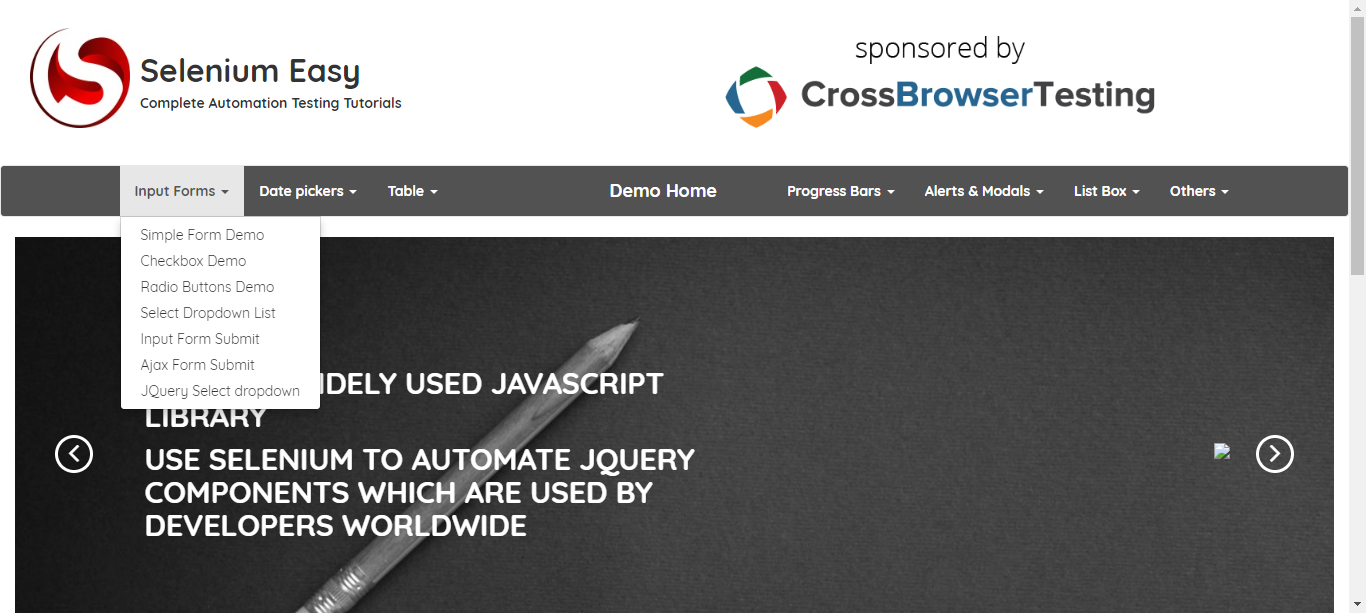 Selenium Easy
Complete Automation Testing Tutorials
sponsored by
CrossBrowserTesting
Input Forms
Date pickers
Table
Demo Home
Progress Bars
Alerts & Modals
List Box
Others
Simple Form Demo
Checkbox Demo
Radio Buttons Demo
Select Dropdown List
Input Form Submit
Ajax Form Submit
JQuery Select dropdown
USED JAVASCRIPT
LIBRARY
USE SELENIUM TO AUTOMATE JQUERY
COMPONENTS WHICH ARE USED BY
DEVELOPERS WORLDWIDE